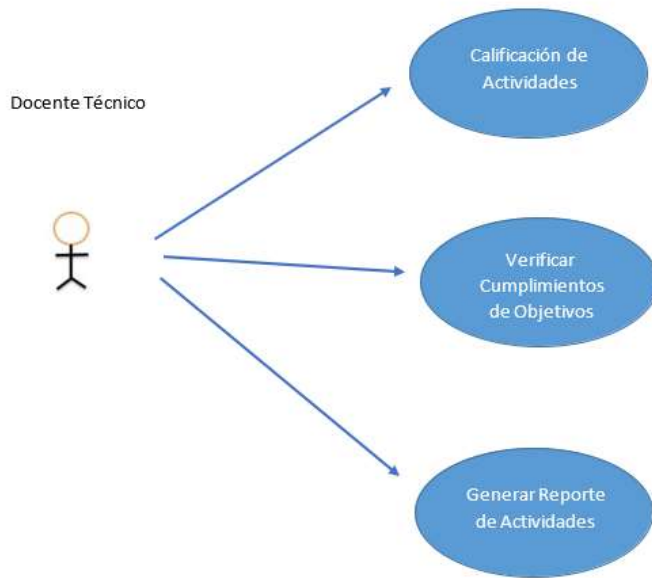 Calificación de
Actividades
Docente Técnico
Verificar
Cumplimientos
de Objetivos
Generar Reporte
de Actividades